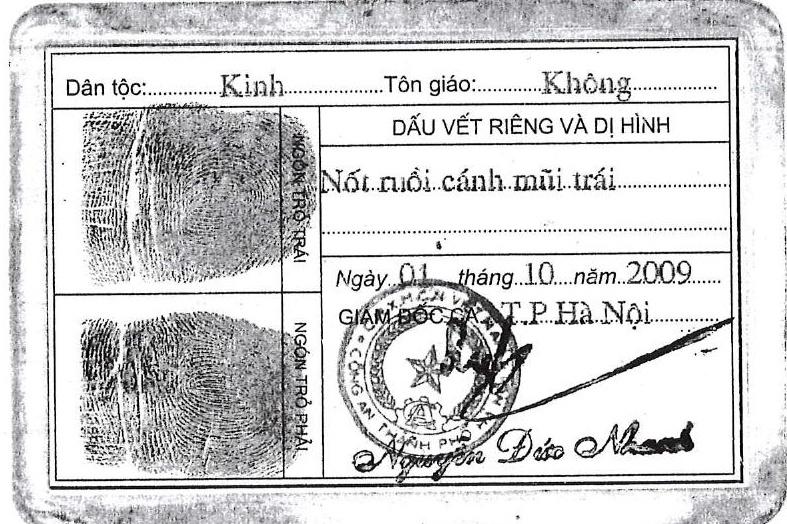 Dân tộc:............Kinh..................Tôn giáo:............Không...............
NGÓN TRỎ TRÁI
DẤU VẾT RIÊNG VÀ DỊ HÌNH
Nốt ruồi cánh mũi trái
Ngày 01 tháng 10 năm 2009
GIÁM ĐỐC CA T.P Hà Nội
NGÓN TRỎ PHẢI
CÔNG AN THÀNH PHỐ
Nguyễn Đức